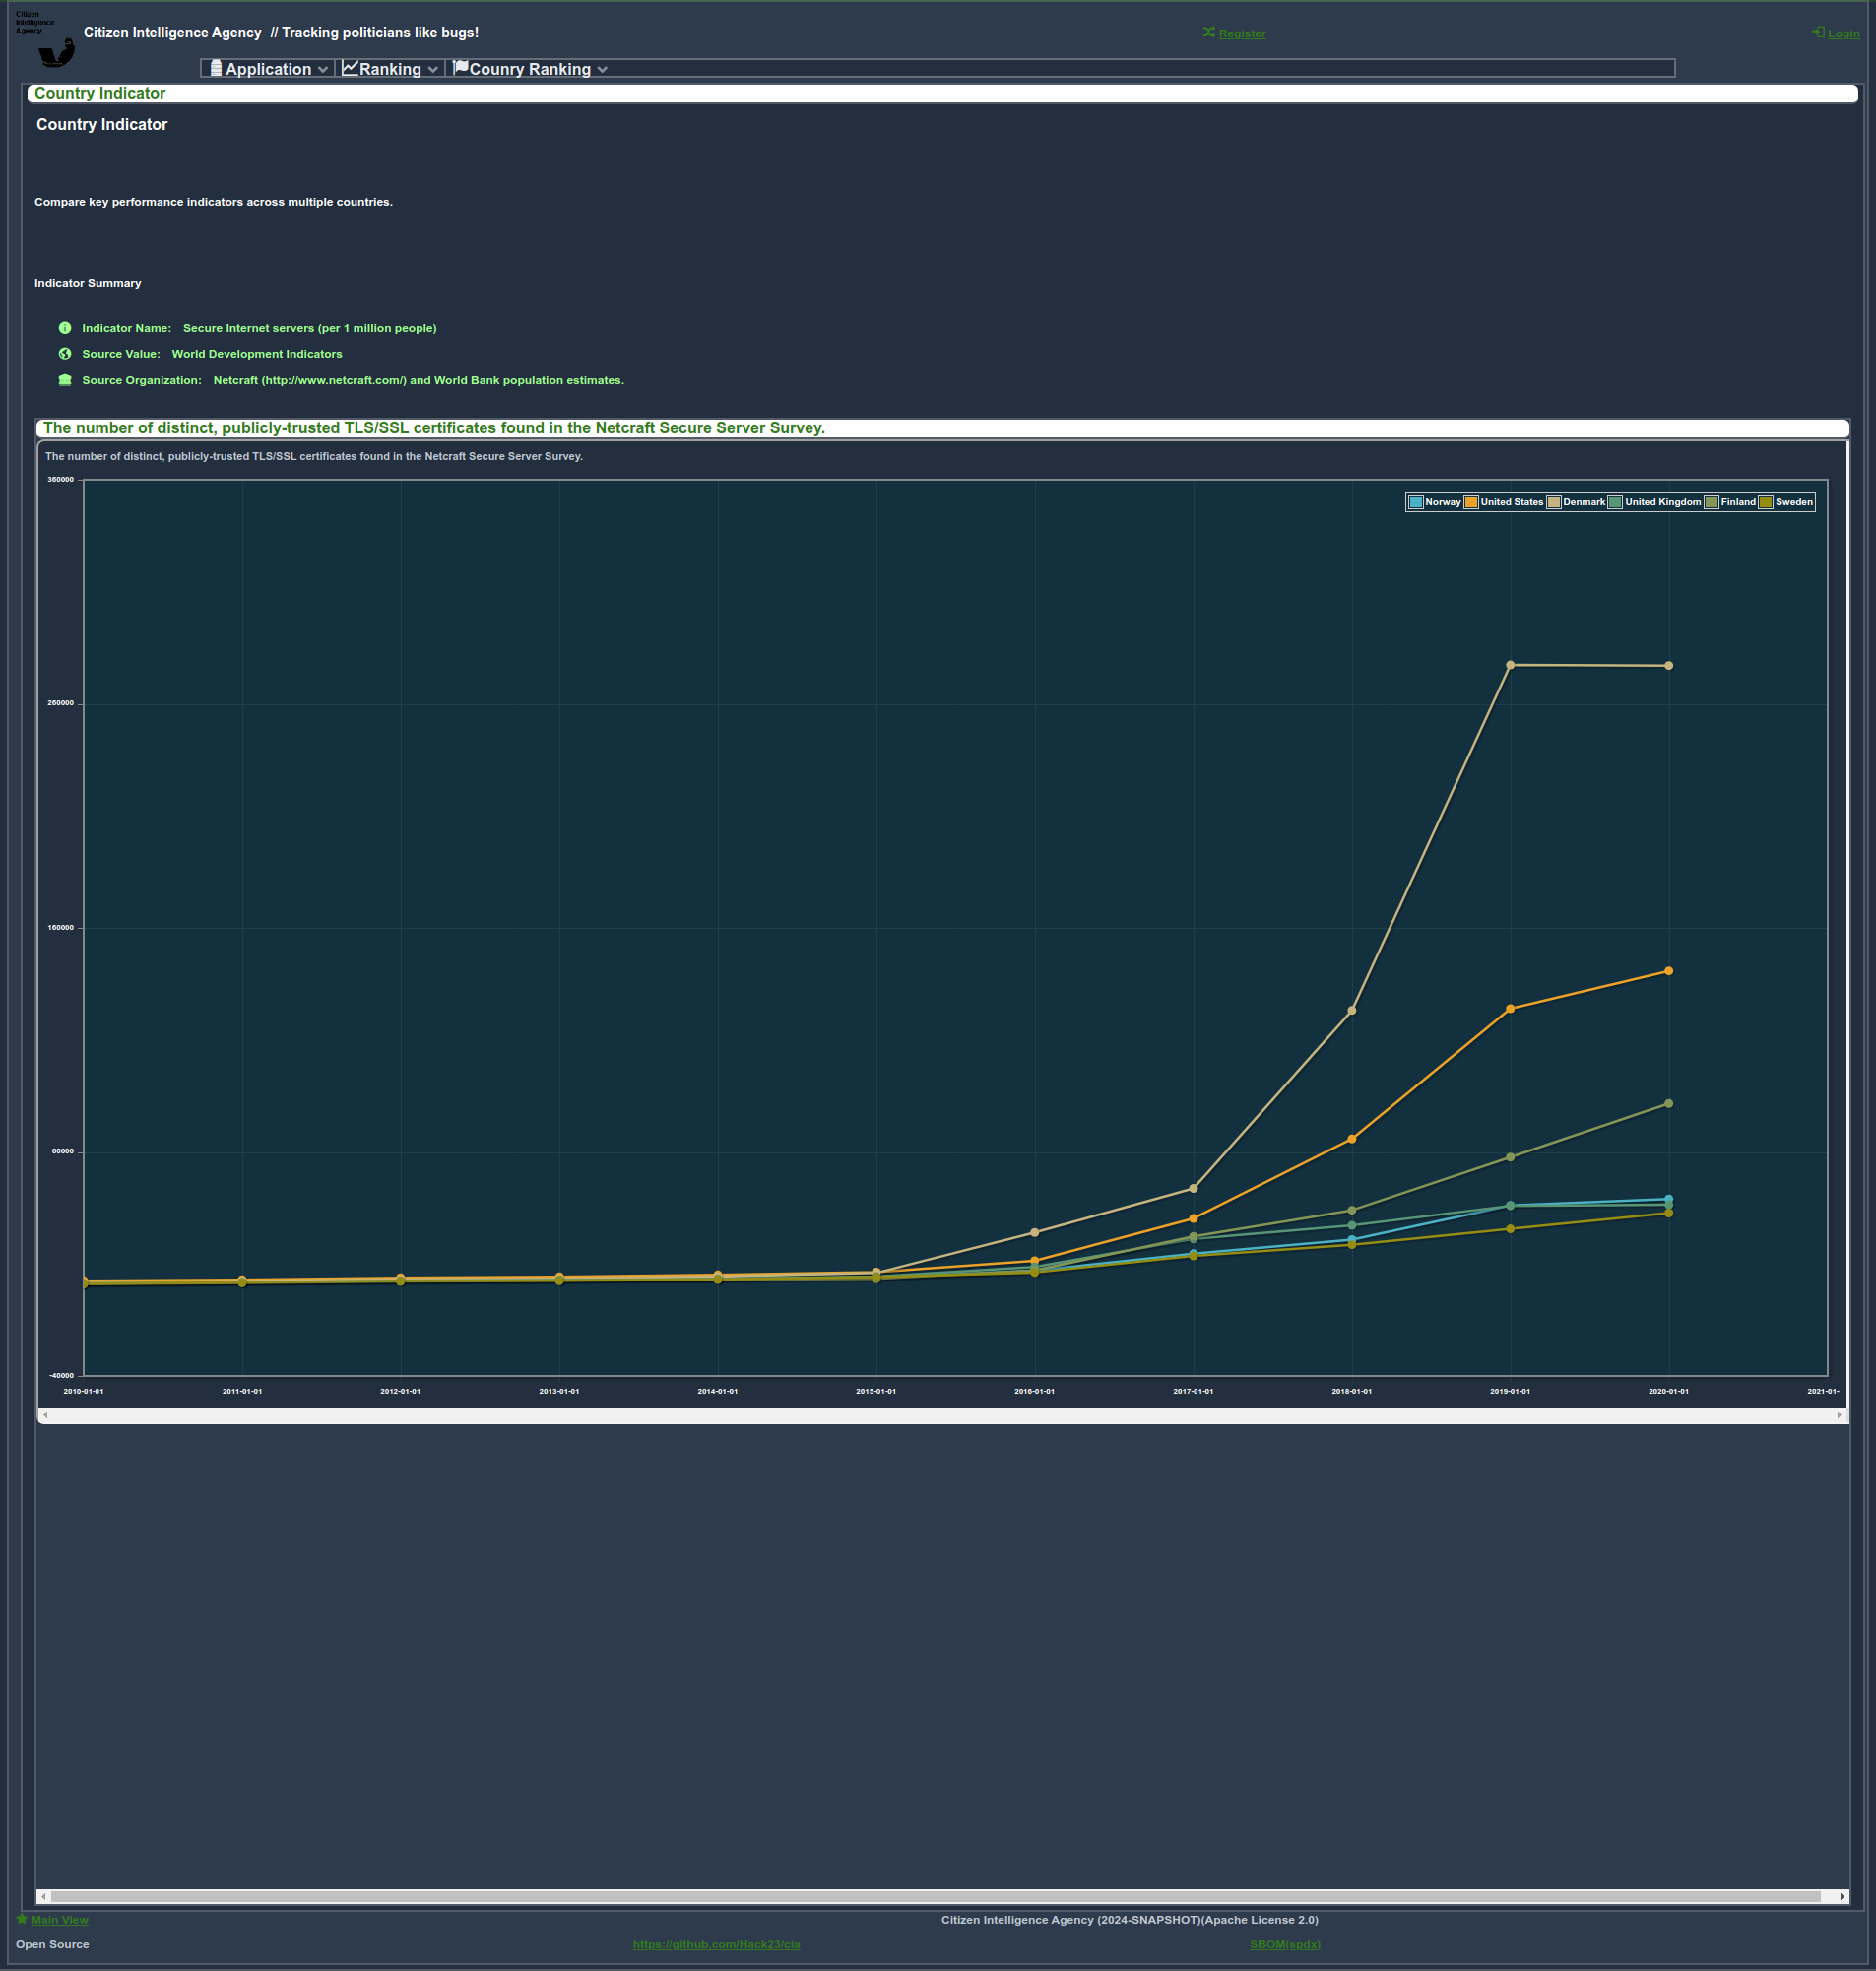 Citizen
Intelligence
Agency
Citizen Intelligence Agency // Tracking politicians like bugs!
Register
Login
Application
Ranking
Counry Ranking
Country Indicator
Country Indicator
Compare key performance indicators across multiple countries.
Indicator Summary
Indicator Name: Secure Internet servers (per 1 million people)
Source Value: World Development Indicators
Source Organization: Netcraft (http://www.netcraft.com/) and World Bank population estimates.
The number of distinct, publicly-trusted TLS/SSL certificates found in the Netcraft Secure Server Survey.
The number of distinct, publicly-trusted TLS/SSL certificates found in the Netcraft Secure Server Survey.
360000
Norway United States Denmark United Kingdom Finland Sweden
260000
160000
60000
-40000
2010-01-01 2011-01-01 2012-01-01 2013-01-01 2014-01-01 2015-01-01 2016-01-01 2017-01-01 2018-01-01 2019-01-01 2020-01-01 2021-01-
Main View
Citizen Intelligence Agency (2024-SNAPSHOT)(Apache License 2.0)
Open Source
https://github.com/Hack23/cia
SBOM(spdx)